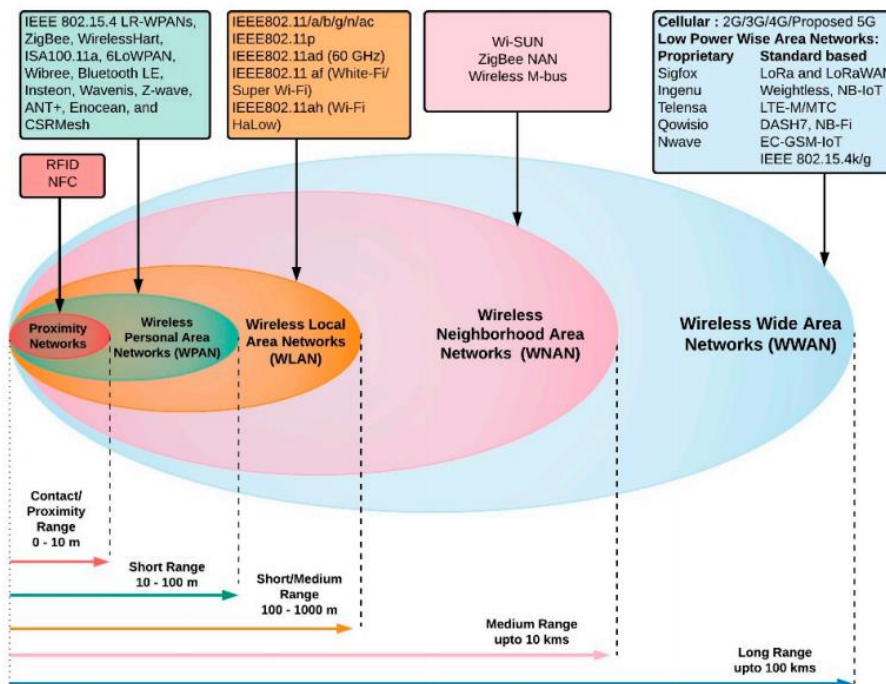 IEEE 802.15.4 LR-WPANs,
ZigBee, WirelessHart,
ISA100.11a, 6LoWPAN,
Wibree, Bluetooth LE,
Insteon, Wavenis, Z-wave,
ANT+, Enocean, and
CSRMesh
IEEE802.11/a/b/g/n/ac
IEEE802.11p
IEEE802.11ad (60 GHz)
IEEE802.11 af (White-Fi/
Super Wi-Fi)
IEEE802.11ah (Wi-Fi
HaLow)
Wi-SUN
ZigBee NAN
Wireless M-bus
Cellular : 2G/3G/4G/Proposed 5G
Low Power Wise Area Networks:
Proprietary Standard based
Sigfox LoRa and LoRaWAN
Ingenu Weightless, NB-IoT
Telensa LTE-M/MTC
Qowisio DASH7, NB-Fi
Nwave EC-GSM-IoT
IEEE 802.15.4k/g
RFID
NFC
Proximity
Networks
Wireless
Personal Area
Networks (WPAN)
Wireless Local
Area Networks
(WLAN)
Wireless
Neighborhood Area
Networks (WNAN)
Wireless Wide Area
Networks (WWAN)
Contact/
Proximity
Range
0 - 10 m
Short Range
10 - 100 m
Short/Medium
Range
100 - 1000 m
Medium Range
upto 10 kms
Long Range
upto 100 kms